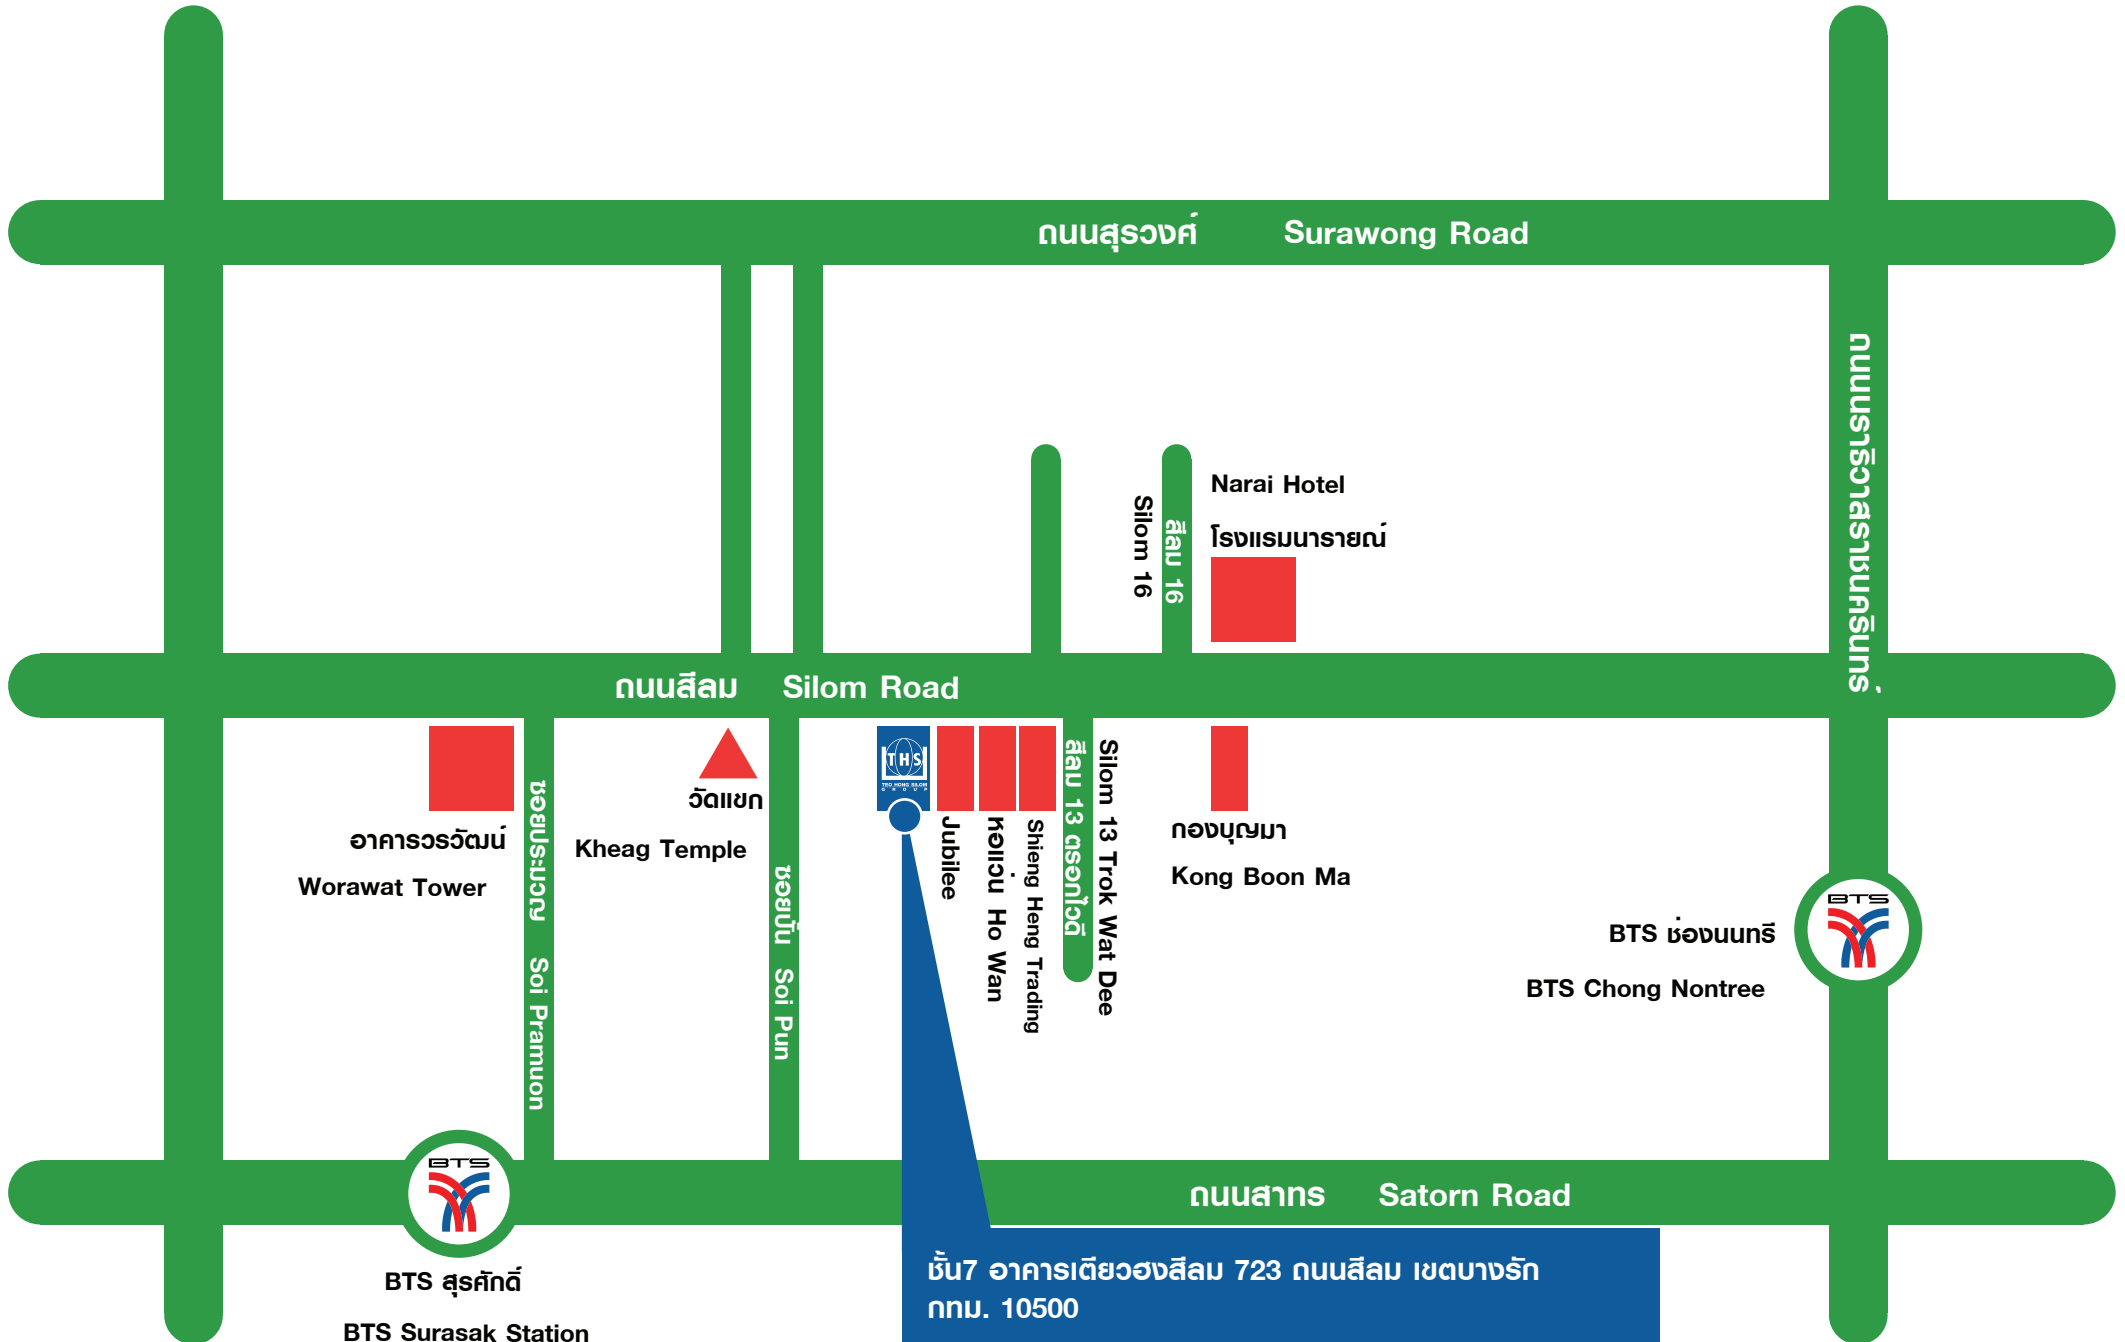 ถนนสุรวงศ์ Surawong Road
ถนนนราธิวาสราชนครินทร์
Narai Hotel
โรงแรมนารายณ์
Silom 16
สีลม 16
ถนนสีลม Silom Road
THS
TEO HONG SILOM
GROUP
วัดแขก
Kheag Temple
อาคารวรวัฒน์
Worawat Tower
ซอยประมวญ Soi Pramuon
ซอยปั้น Soi Pun
Jubilee
หอแว่น Ho Wan
Shieng Heng Trading
สีลม 13 ตรอกไวดี
Silom 13 Trok Wat Dee
กองบุญมา
Kong Boon Ma
BTS
BTS ช่องนนทรี
BTS Chong Nontree
BTS
ถนนสาทร Satorn Road
BTS สุรศักดิ์
BTS Surasak Station
ชั้น7 อาคารเตียวฮงสีลม 723 ถนนสีลม เขตบางรัก
กทม. 10500